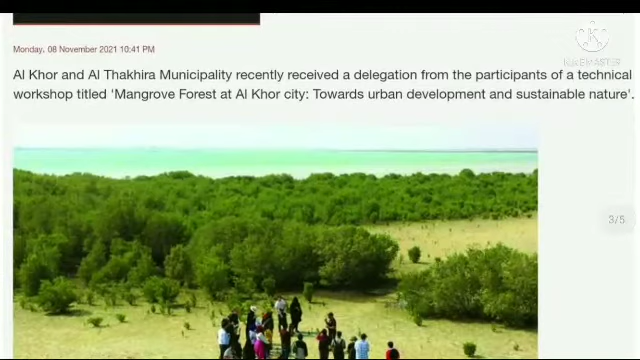 Monday, 08 November 2021 10:41 PM
K
KINEMASTER
Al Khor and Al Thakhira Municipality recently received a delegation from the participants of a technical
workshop titled 'Mangrove Forest at Al Khor city: Towards urban development and sustainable nature'.
3/5